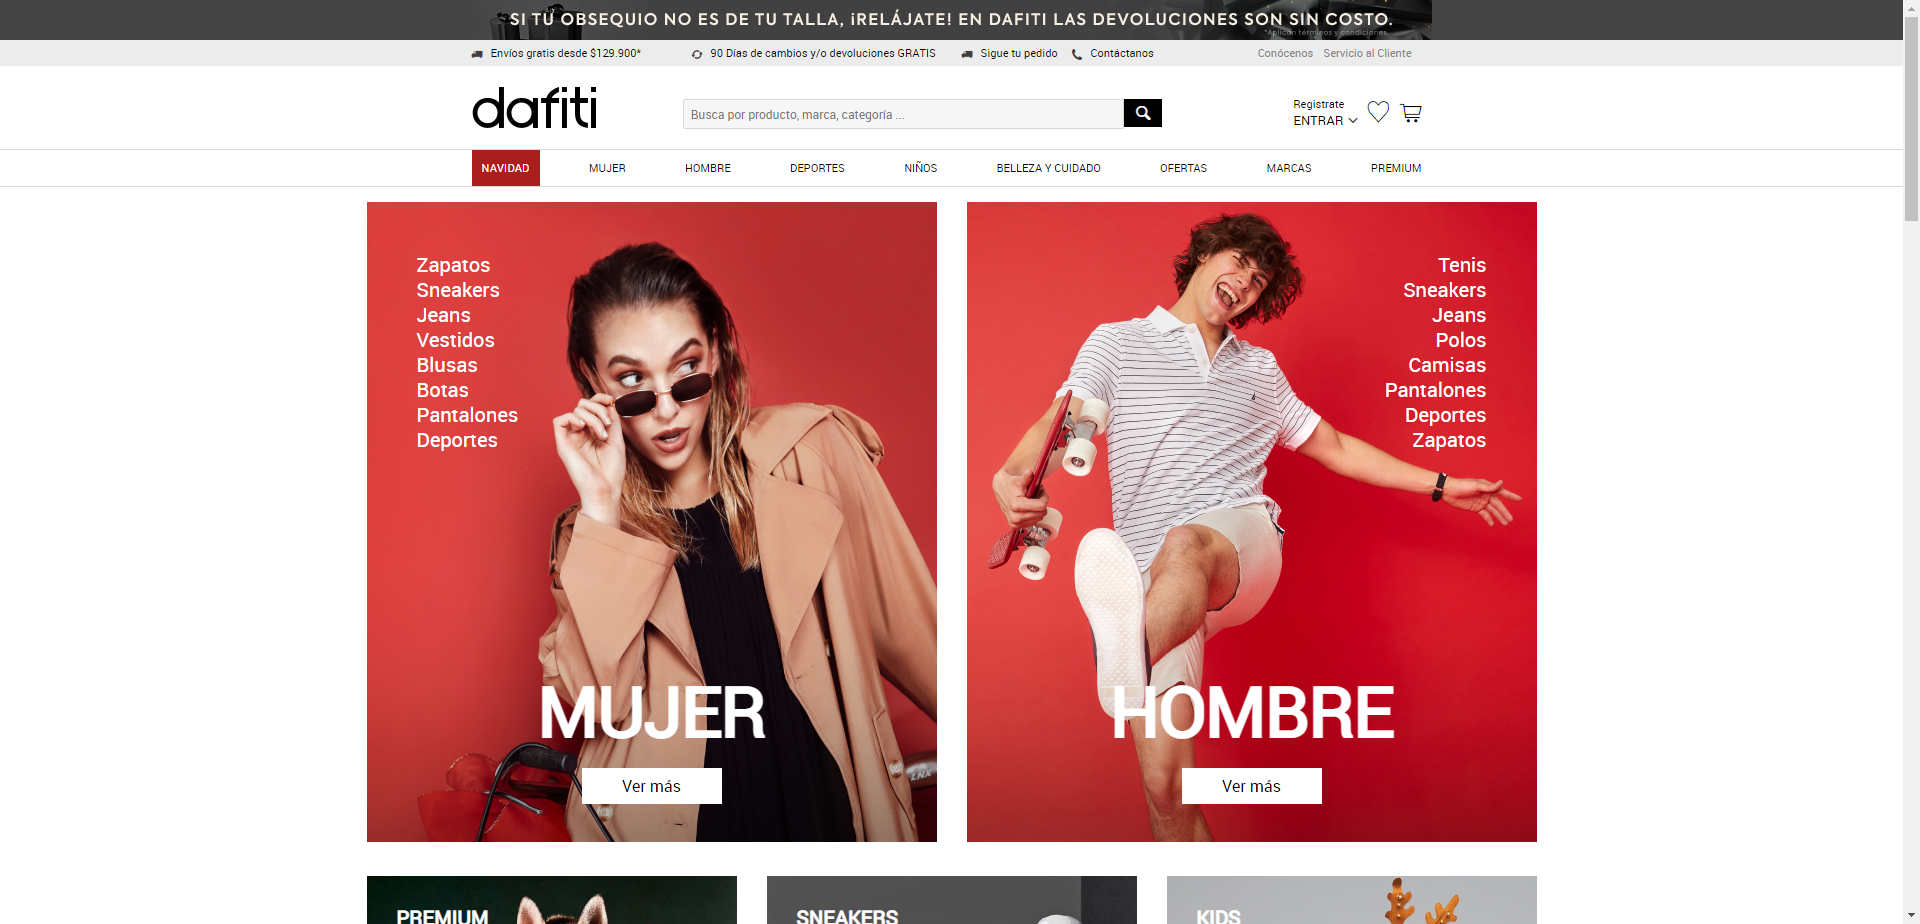 SI TU OBSEQUIO NO ES DE TU TALLA, ¡RELÁJATE! EN DAFITI LAS DEVOLUCIONES SON SIN COSTO.
*Aplican términos y condiciones.
Envíos gratis desde $129.900*
90 Días de cambios y/o devoluciones GRATIS
Sigue tu pedido
Contáctanos
Conócenos
Servicio al Cliente
dafiti
Busca por producto, marca, categoría ...
Registrate
ENTRAR
NAVIDAD
MUJER
HOMBRE
DEPORTES
NIÑOS
BELLEZA Y CUIDADO
OFERTAS
MARCAS
PREMIUM
Zapatos
Sneakers
Jeans
Vestidos
Blusas
Botas
Pantalones
Deportes
MUJER
Ver más
Tenis
Sneakers
Jeans
Polos
Camisas
Pantalones
Deportes
Zapatos
HOMBRE
Ver más
PREMIUM
SNEAKERS
KIDS